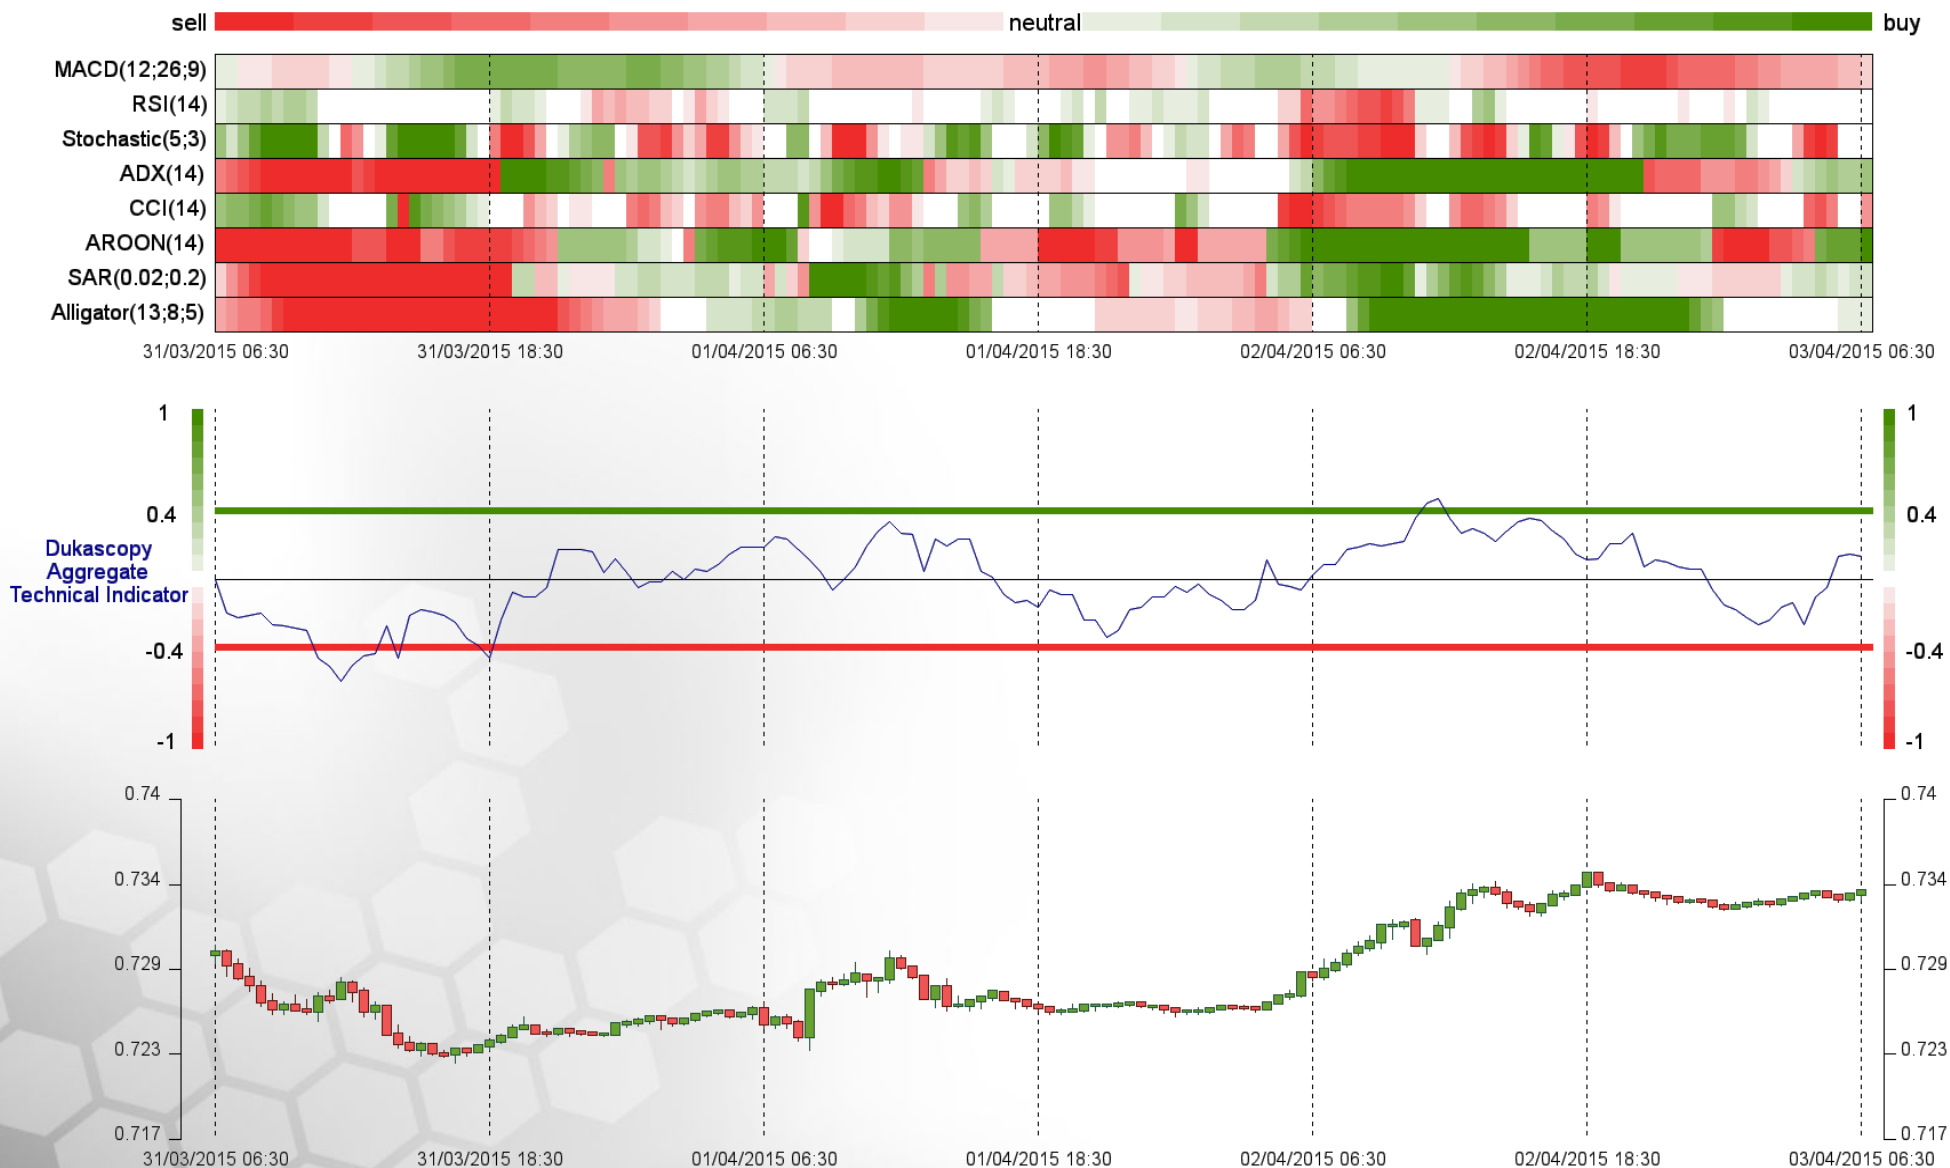 sell neutral buy
MACD(12;26;9)
RSI(14)
Stochastic(5;3)
ADX(14)
CCI(14)
AROON(14)
SAR(0.02;0.2)
Alligator(13;8;5)
31/03/2015 06:30 31/03/2015 18:30 01/04/2015 06:30 01/04/2015 18:30 02/04/2015 06:30 02/04/2015 18:30 03/04/2015 06:30
1 1
0.4 0.4
Dukascopy
Aggregate
Technical Indicator
-0.4 -0.4
-1 -1
0.74 0.74
0.734 0.734
0.729 0.729
0.723 0.723
0.717 0.717
31/03/2015 06:30 31/03/2015 18:30 01/04/2015 06:30 01/04/2015 18:30 02/04/2015 06:30 02/04/2015 18:30 03/04/2015 06:30